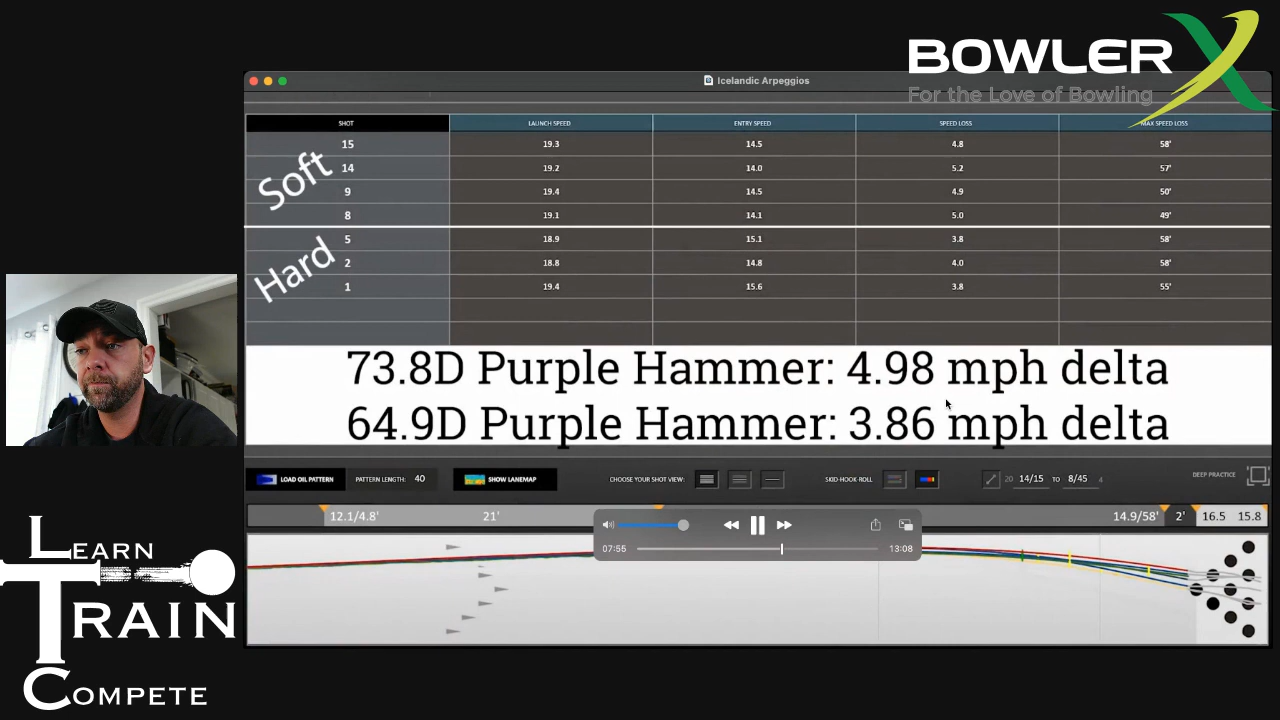 BOWLER X
For the Love of Bowling
Icelandic Arpeggios
SHOT LAUNCH SPEED ENTRY SPEED SPEED LOSS MAX SPEED LOSS
15 19.3 14.5 4.8 58'
14 19.2 14.0 5.2 57'
9 19.4 14.5 4.9 50'
8 19.1 14.1 5.0 49'
Soft
5 18.9 15.1 3.8 58'
2 18.8 14.8 4.0 58'
1 19.4 15.6 3.8 55'
Hard
73.8D Purple Hammer: 4.98 mph delta
64.9D Purple Hammer: 3.86 mph delta
LOAD OIL PATTERN PATTERN LENGTH: 40 SHOW LANEMAP CHOOSE YOUR SHOT VIEW: SKID-HOOK-ROLL 20 14/15 TO 8/45 4 DEEP PRACTICE
12.1/4.8' 21' 14.9/58' 2' 16.5 15.8
07:55 13:08
LEARN
TRAIN
COMPETE